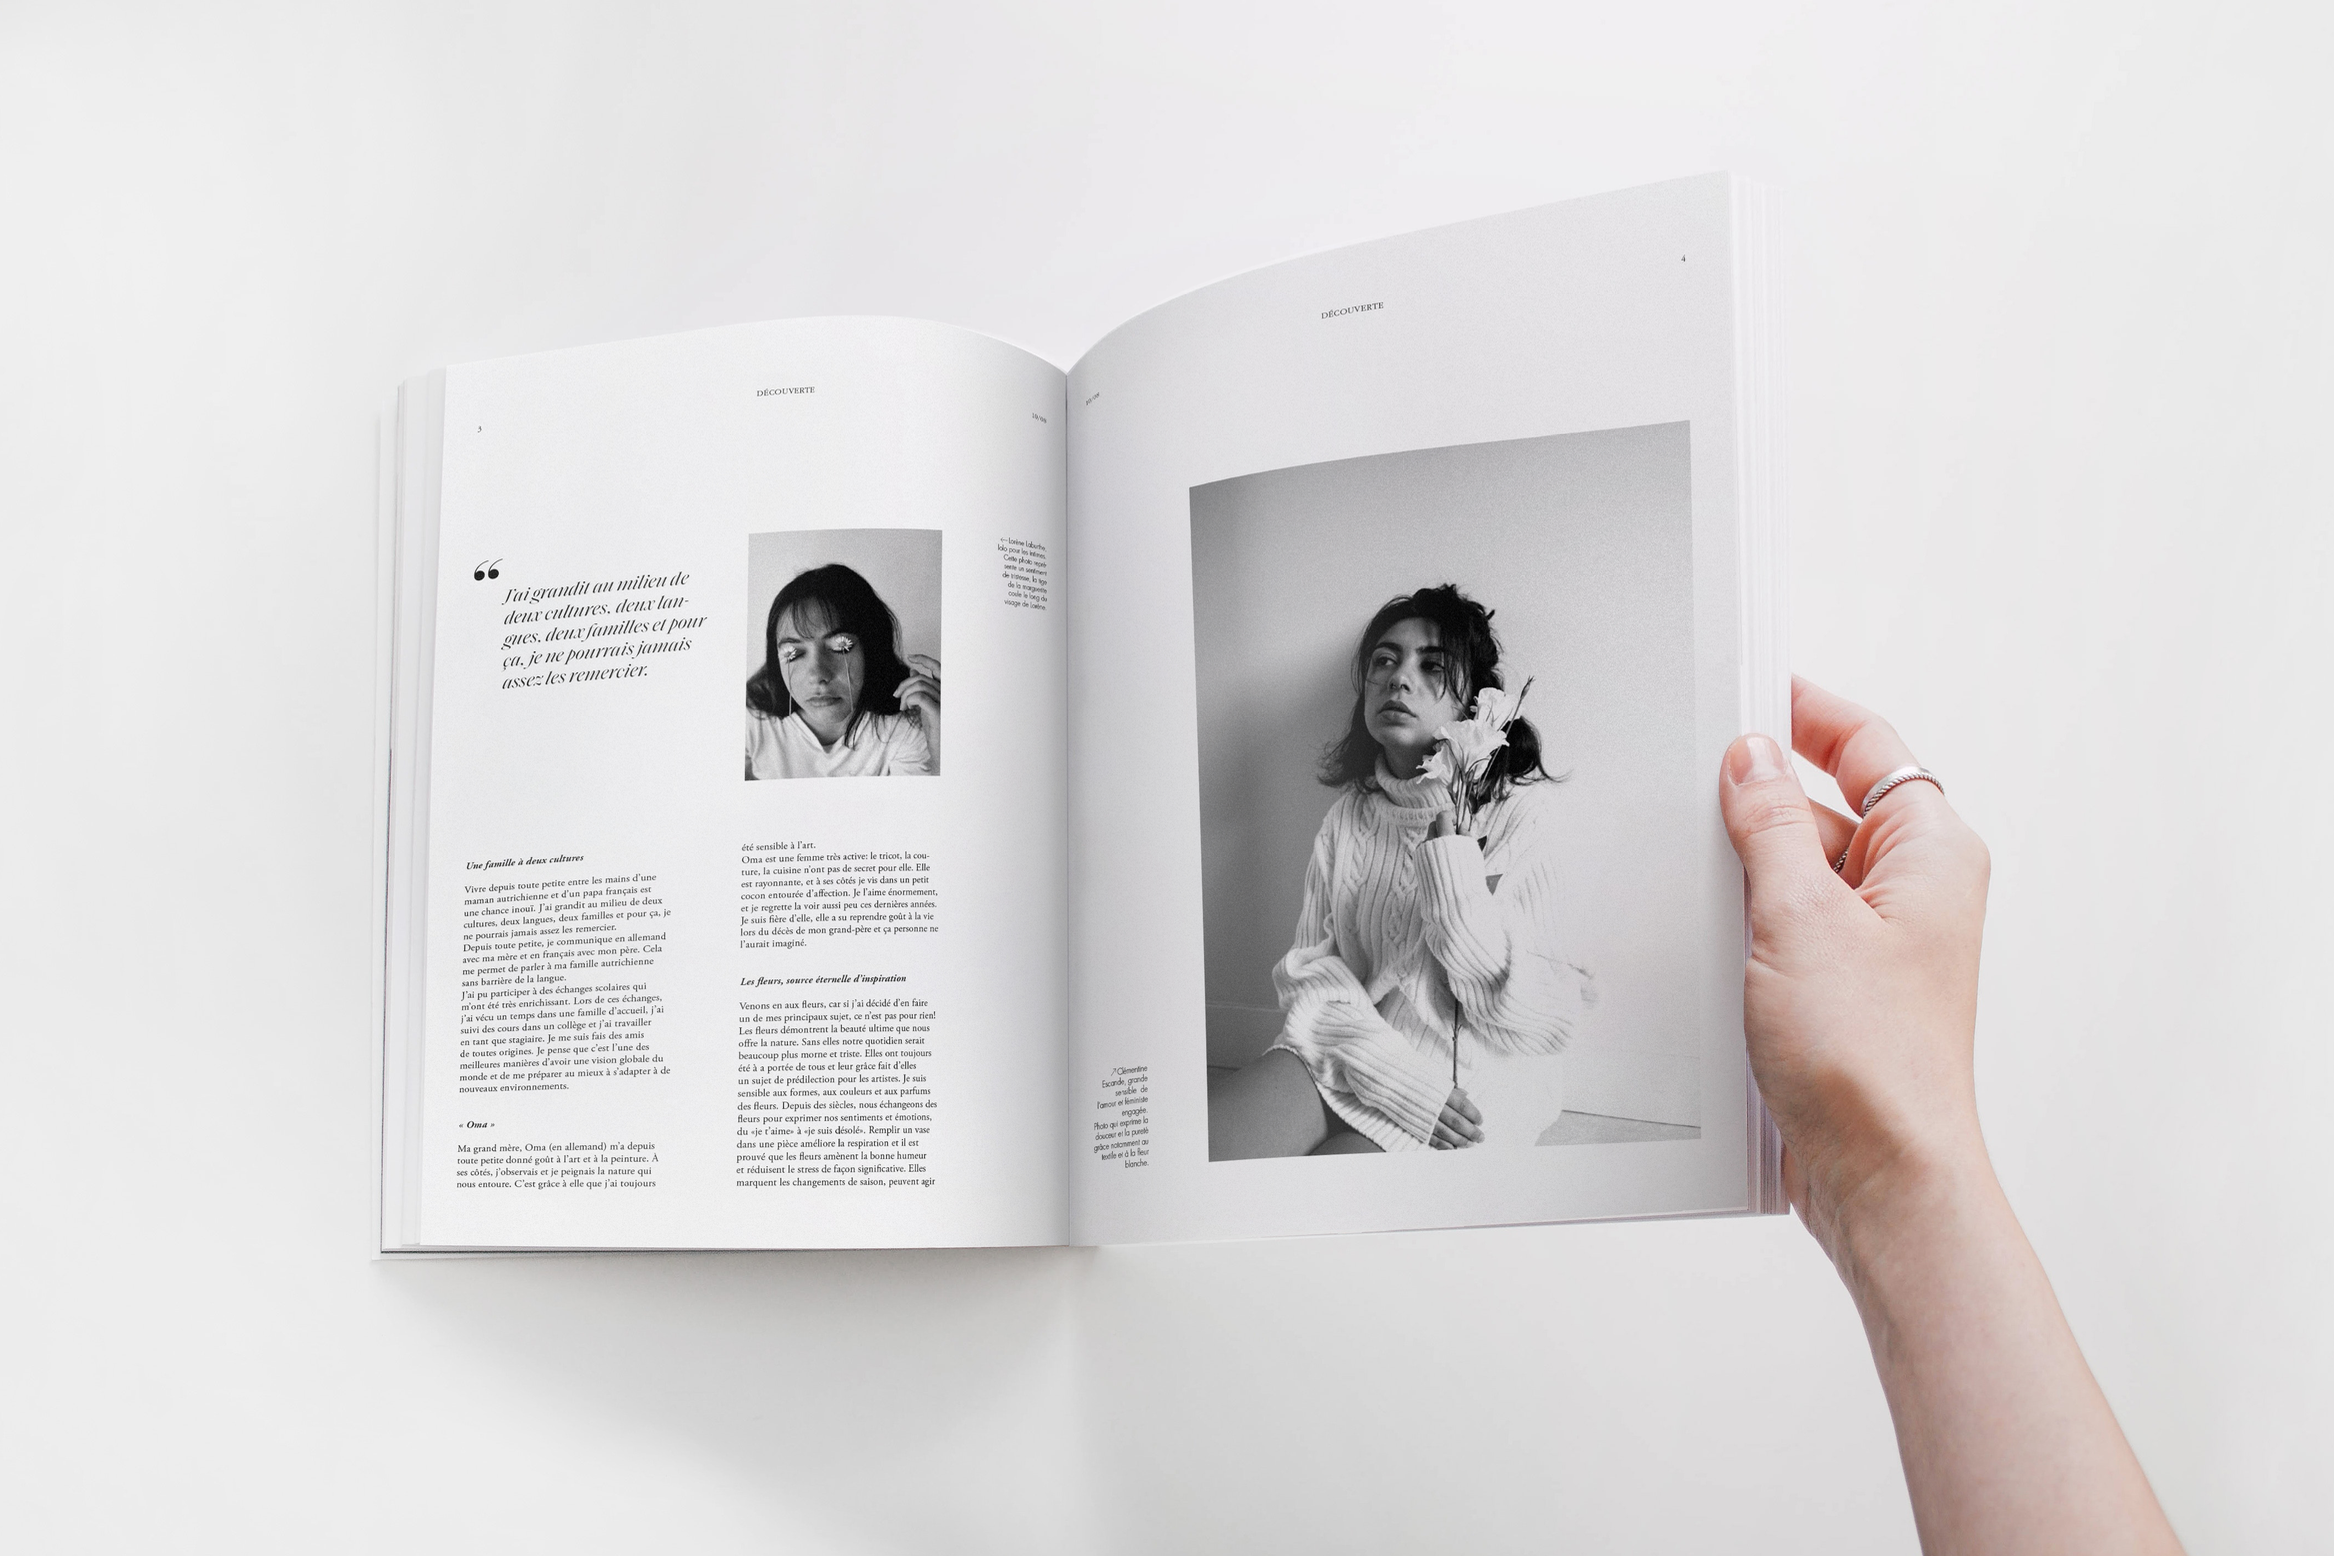 DÉCOUVERTE
3
“
J'ai grandit au milieu de
deux cultures, deux lan-
gues, deux familles et pour
ça, je ne pourrais jamais
assez les remercier.
←Lorène Laburthe,
lolo pour les intimes.
Cette photo repré-
sente un sentiment
de tristesse, la tige
de la marguerite
coule le long du
visage de Lorène.
Une famille à deux cultures
Vivre depuis toute petite entre les mains d'une
maman autrichienne et d'un papa français est
une chance inouï. J'ai grandit au milieu de deux
cultures, deux langues, deux familles et pour ça, je
ne pourrais jamais assez les remercier.
Depuis toute petite, je communique en allemand
avec ma mère et en français avec mon père. Cela
me permet de parler à ma famille autrichienne
sans barrière de la langue.
J'ai pu participer à des échanges scolaires qui
m'ont été très enrichissant. Lors de ces échanges,
j'ai vécu un temps dans une famille d'accueil, j'ai
suivi des cours dans un collège et j'ai travailler
en tant que stagiaire. Je me suis fais des amis
de toutes origines. Je pense que c'est l'une des
meilleures manières d'avoir une vision globale du
monde et de me préparer au mieux à s'adapter à de
nouveaux environnements.
« Oma »
Ma grand mère, Oma (en allemand) m'a depuis
toute petite donné goût à l'art et à la peinture. À
ses côtés, j'observais et je peignais la nature qui
nous entoure. C'est grâce à elle que j'ai toujours
été sensible à l'art.
Oma est une femme très active: le tricot, la cou-
ture, la cuisine n'ont pas de secret pour elle. Elle
est rayonnante, et à ses côtés je vis dans un petit
cocon entourée d'affection. Je l'aime énormement,
et je regrette la voir aussi peu ces dernières années.
Je suis fière d'elle, elle a su reprendre goût à la vie
lors du décès de mon grand-père et ça personne ne
l'aurait imaginé.
Les fleurs, source éternelle d'inspiration
Venons en aux fleurs, car si j'ai décidé d'en faire
un de mes principaux sujet, ce n'est pas pour rien!
Les fleurs démontrent la beauté ultime que nous
offre la nature. Sans elles notre quotidien serait
beaucoup plus morne et triste. Elles ont toujours
été à a portée de tous et leur grâce fait d'elles
un sujet de prédilection pour les artistes. Je suis
sensible aux formes, aux couleurs et aux parfums
des fleurs. Depuis des siècles, nous échangeons des
fleurs pour exprimer nos sentiments et émotions,
du «je t'aime» à «je suis désolé». Remplir un vase
dans une pièce améliore la respiration et il est
prouvé que les fleurs amènent la bonne humeur
et réduisent le stress de façon significative. Elles
marquent les changements de saison, peuvent agir
4
DÉCOUVERTE
↗Clémentine
Escande, grande
sensible de
l'amour et féministe
engagée.
Photo qui exprime la
douceur et la pureté
grâce notamment au
textile et à la fleur
blanche.